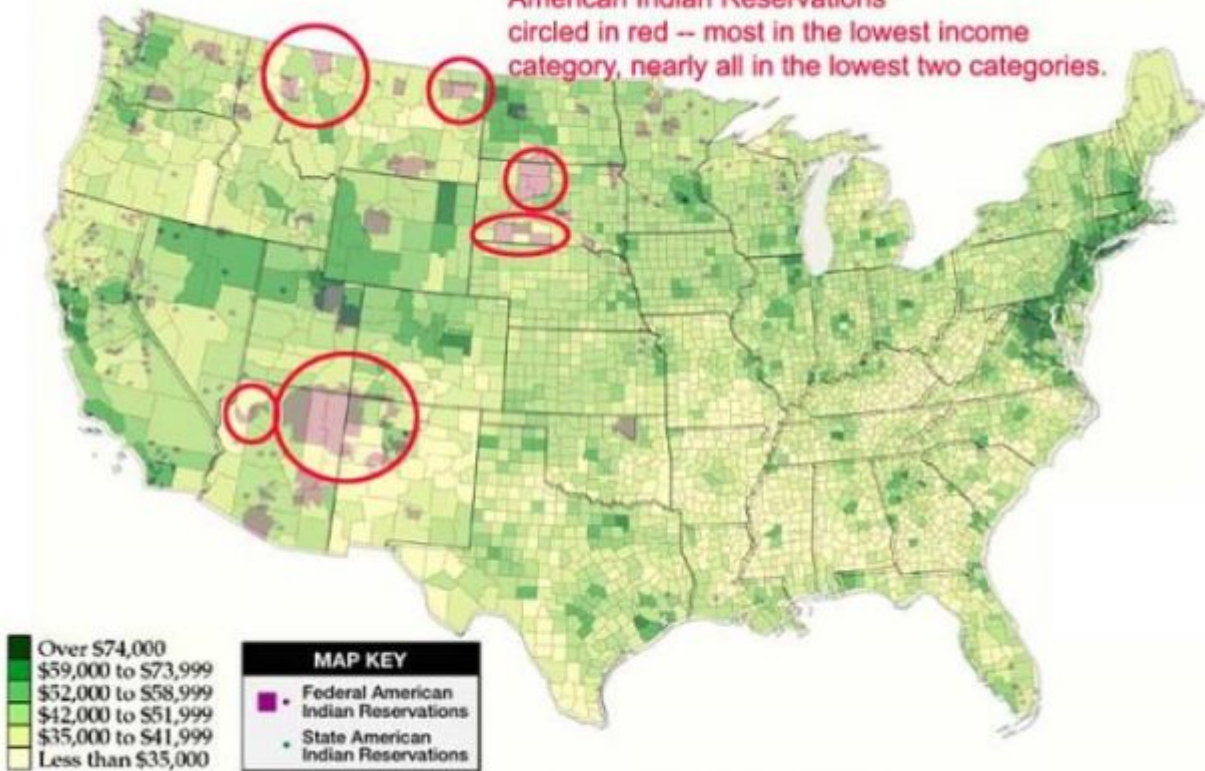 American Indian Reservations
circled in red -- most in the lowest income
category, nearly all in the lowest two categories.
Over $74,000
$59,000 to $73,999
$52,000 to $58,999
$42,000 to $51,999
$35,000 to $41,999
Less than $35,000
MAP KEY
Federal American
Indian Reservations
State American
Indian Reservations